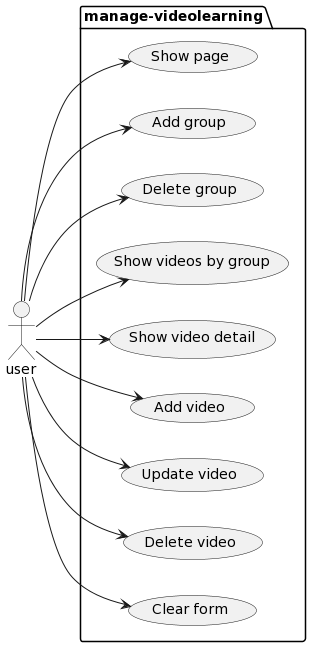 manage-videolearning
Show page
Add group
Delete group
Show videos by group
Show video detail
user
Add video
Update video
Delete video
Clear form